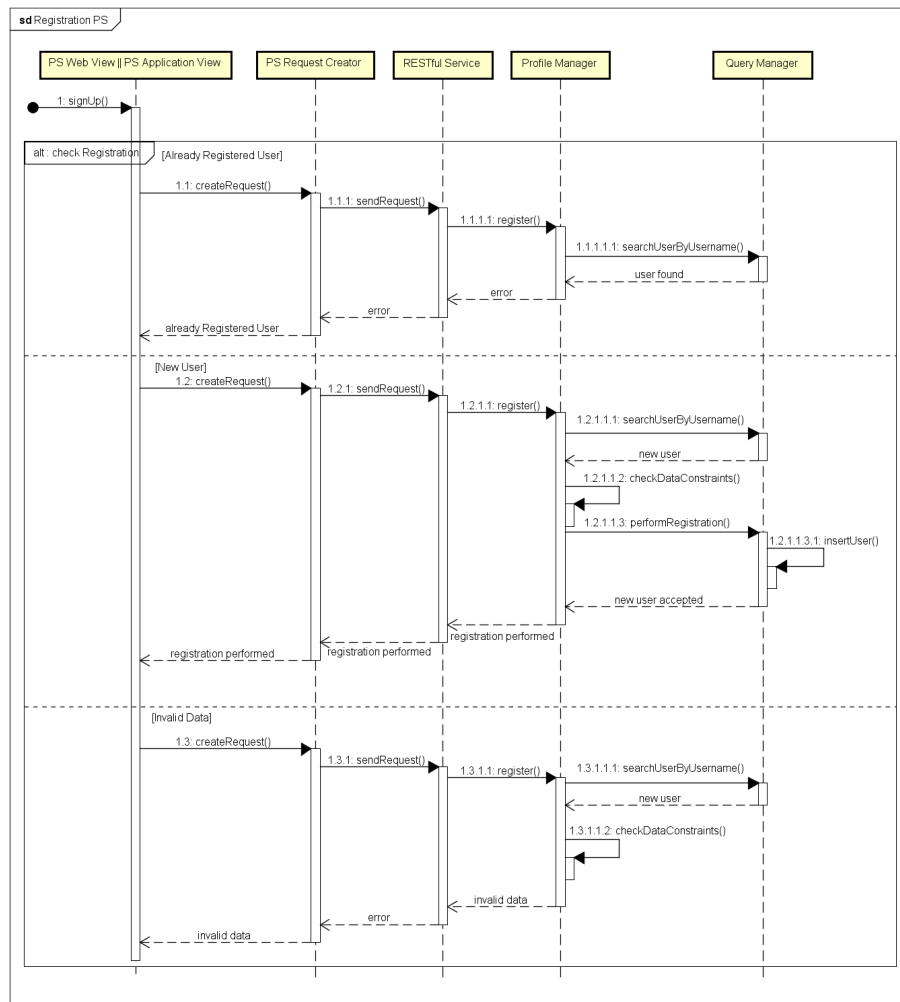 sd Registration PS
PS Web View || PS Application View
PS Request Creator
RESTful Service
Profile Manager
Query Manager
1: signUp()
alt : check Registration
[Already Registered User]
1.1: createRequest()
1.1.1: sendRequest()
1.1.1.1: register()
1.1.1.1.1: searchUserByUsername()
user found
error
error
already Registered User
[New User]
1.2: createRequest()
1.2.1: sendRequest()
1.2.1.1: register()
1.2.1.1.1: searchUserByUsername()
new user
1.2.1.1.2: checkDataConstraints()
1.2.1.1.3: performRegistration()
1.2.1.1.3.1: insertUser()
new user accepted
registration performed
registration performed
registration performed
[Invalid Data]
1.3: createRequest()
1.3.1: sendRequest()
1.3.1.1: register()
1.3.1.1.1: searchUserByUsername()
new user
1.3.1.1.2: checkDataConstraints()
invalid data
error
invalid data